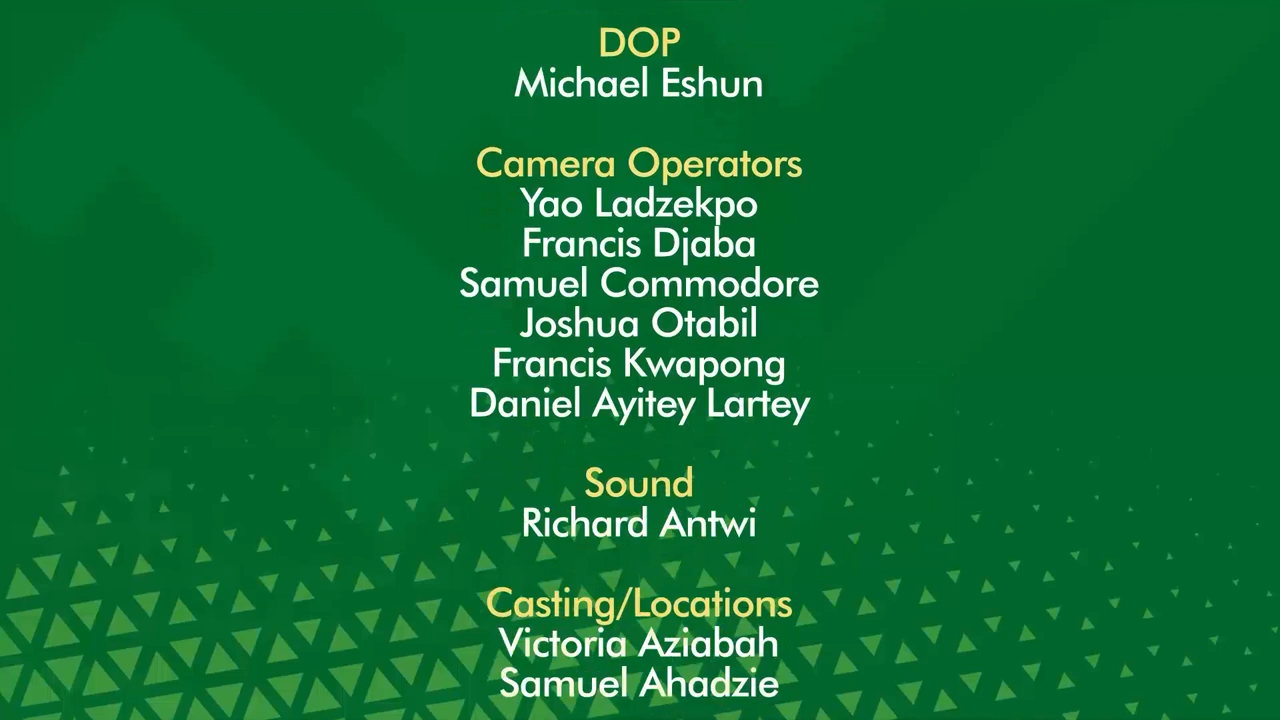 DOP
Michael Eshun
Camera Operators
Yao Ladzekpo
Francis Djaba
Samuel Commodore
Joshua Otabil
Francis Kwapong
Daniel Ayitey Lartey
Sound
Richard Antwi
Casting/Locations
Victoria Aziabah
Samuel Ahadzie